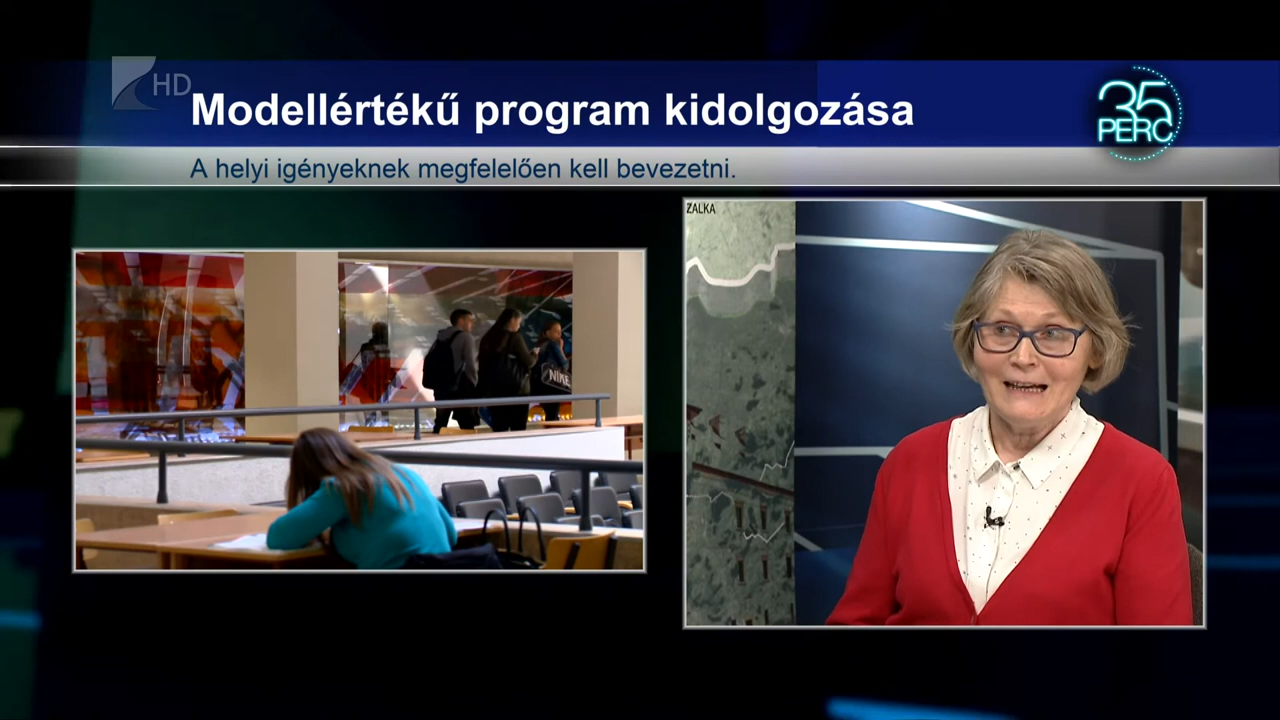 HD
Modellértékű program kidolgozása
35
PERC
A helyi igényeknek megfelelően kell bevezetni.
ZALKA
NIKE